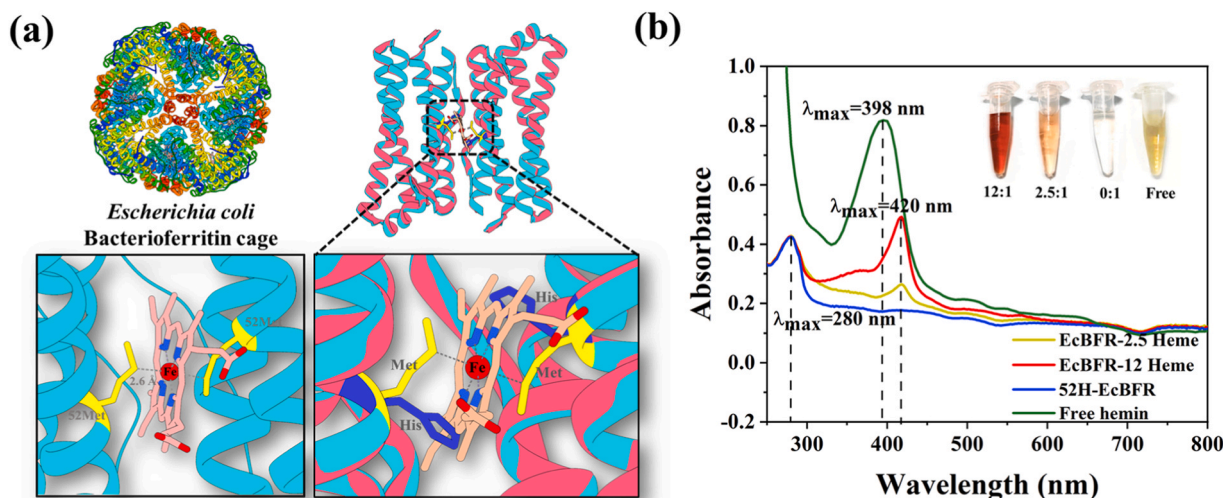 (a)
Escherichia coli
Bacterioferritin cage
52Met
Fe
2.6 Å
52Met
His
Met
Fe
Met
His
(b)
1.0
0.8
0.6
0.4
0.2
0.0
-0.2
Absorbance
λmax=398 nm
λmax=420 nm
λmax=280 nm
12:1 2.5:1 0:1 Free
EcBFR-2.5 Heme
EcBFR-12 Heme
52H-EcBFR
Free hemin
300 400 500 600 700 800
Wavelength (nm)